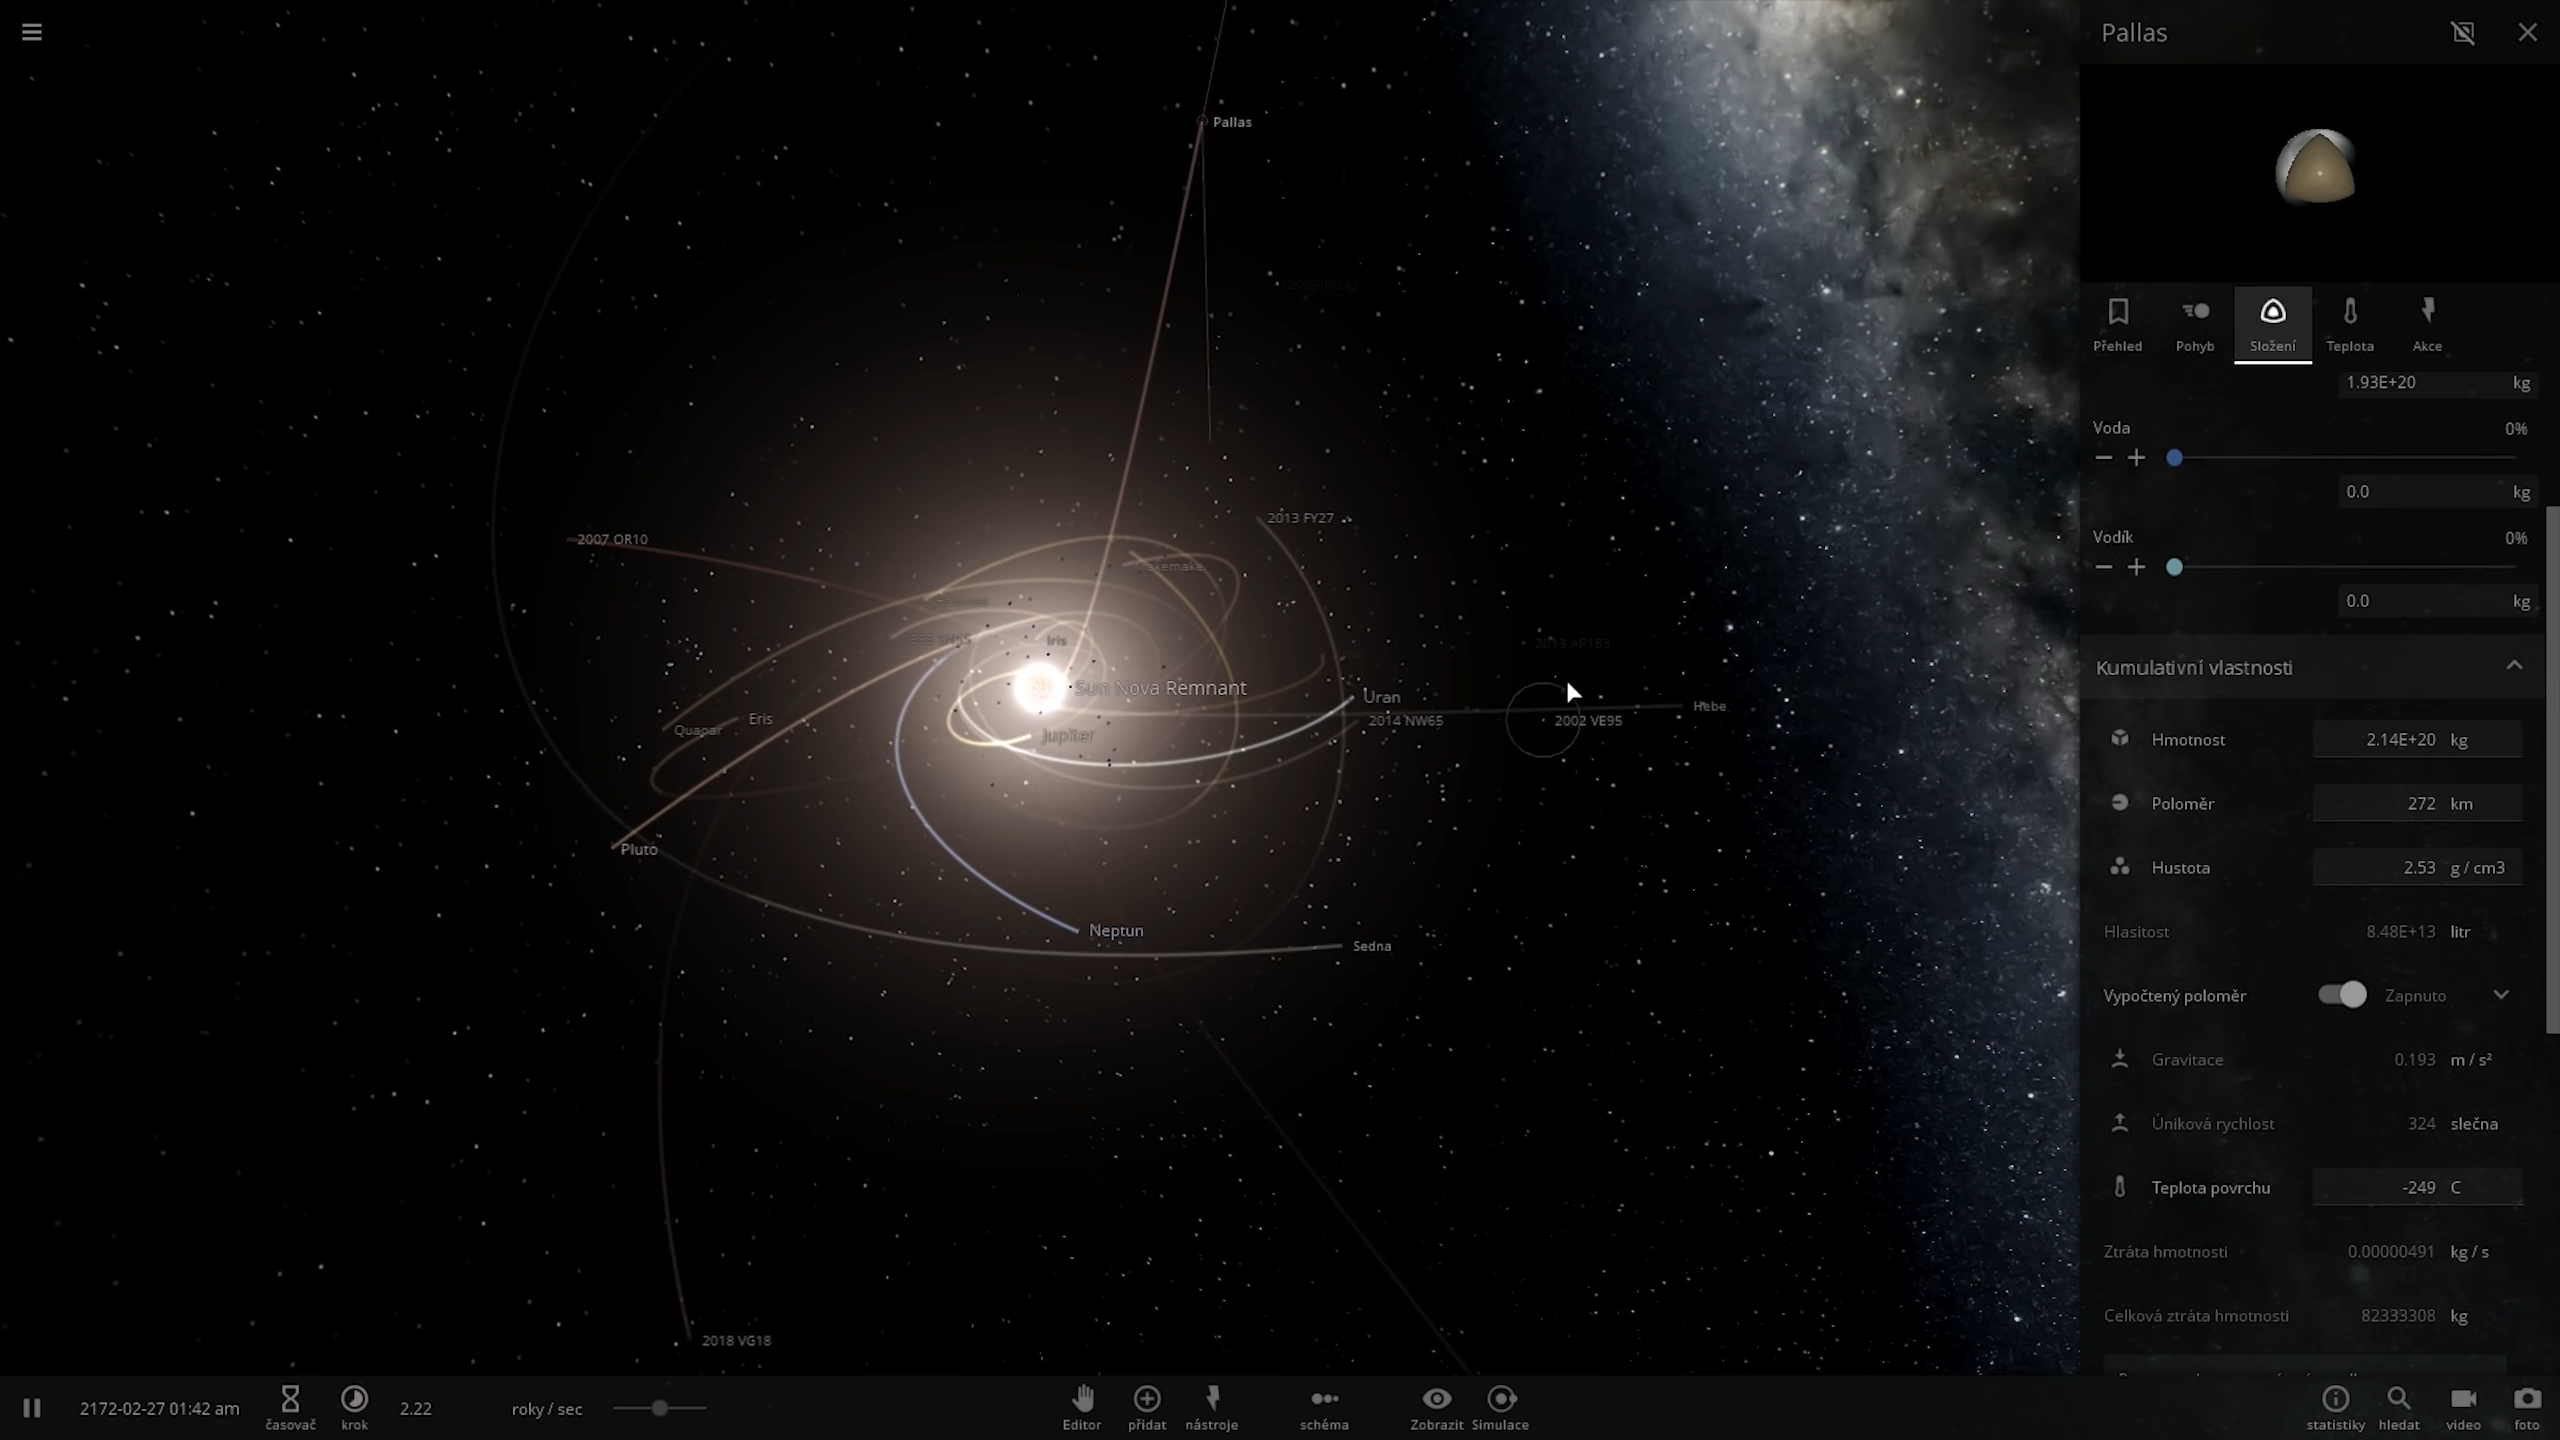 Pallas
Pallas
Přehled
Pohyb
Složení
Teplota
Akce
1.93E+20 kg
Voda 0%
0.0 kg
Vodík 0%
0.0 kg
Kumulativní vlastnosti
Hmotnost 2.14E+20 kg
Poloměr 272 km
Hustota 2.53 g / cm3
Hlasitost 8.48E+13 litr
Vypočtený poloměr Zapnuto
Gravitace 0.193 m / s²
Úniková rychlost 324 slečna
Teplota povrchu -249 C
Ztráta hmotnosti 0.00000491 kg / s
Celková ztráta hmotnosti 82333308 kg
2013 FY27
2007 OR10
Iris
2013 AP183
Sun Nova Remnant
Uran
Hebe
2014 NW65
2002 VE95
Eris
Quaoar
Jupiter
Pluto
Neptun
Sedna
2018 VG18
2172-02-27 01:42 am
časovač
krok
2.22 roky / sec
Editor
přidat
nástroje
schéma
Zobrazit
Simulace
statistiky
hledat
video
foto